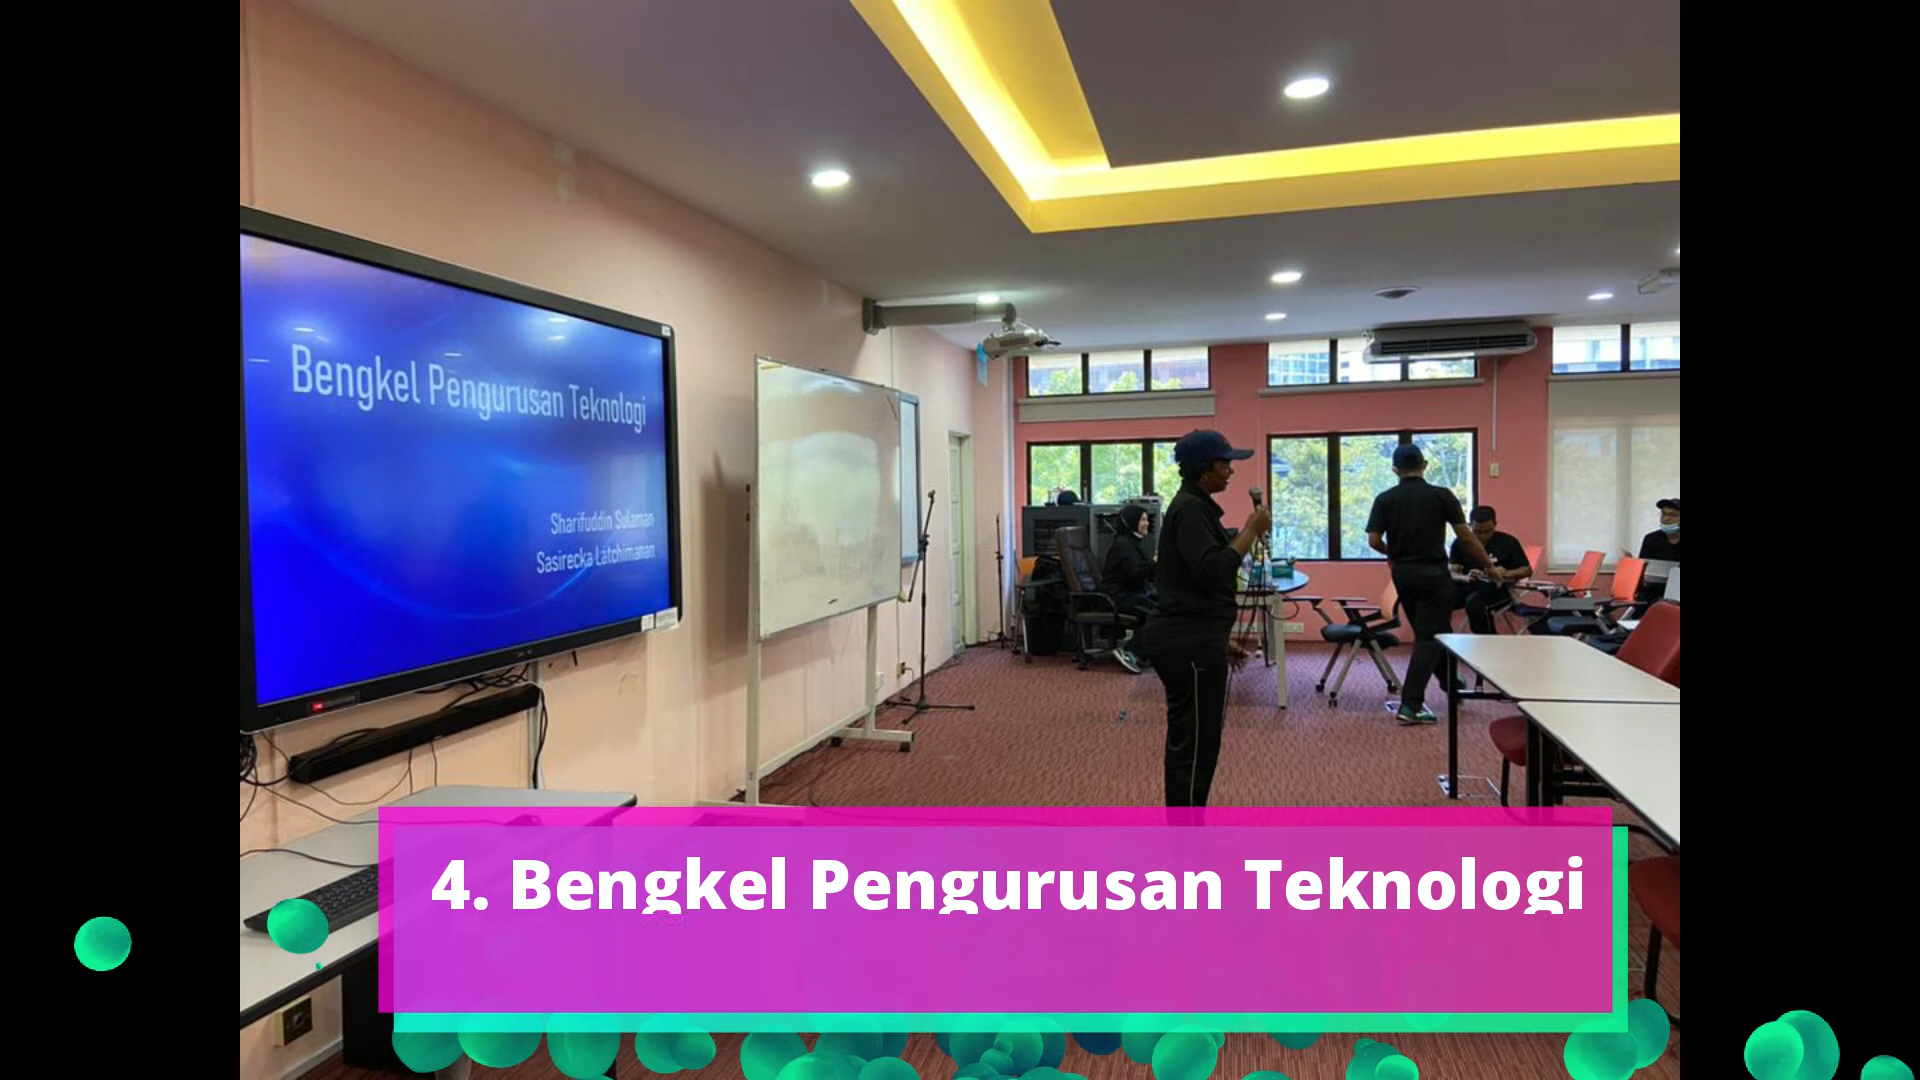 Bengkel Pengurusan Teknologi
Sharifuddin Sulaman
Sasirecka Latchimanan
4. Bengkel Pengurusan Teknologi